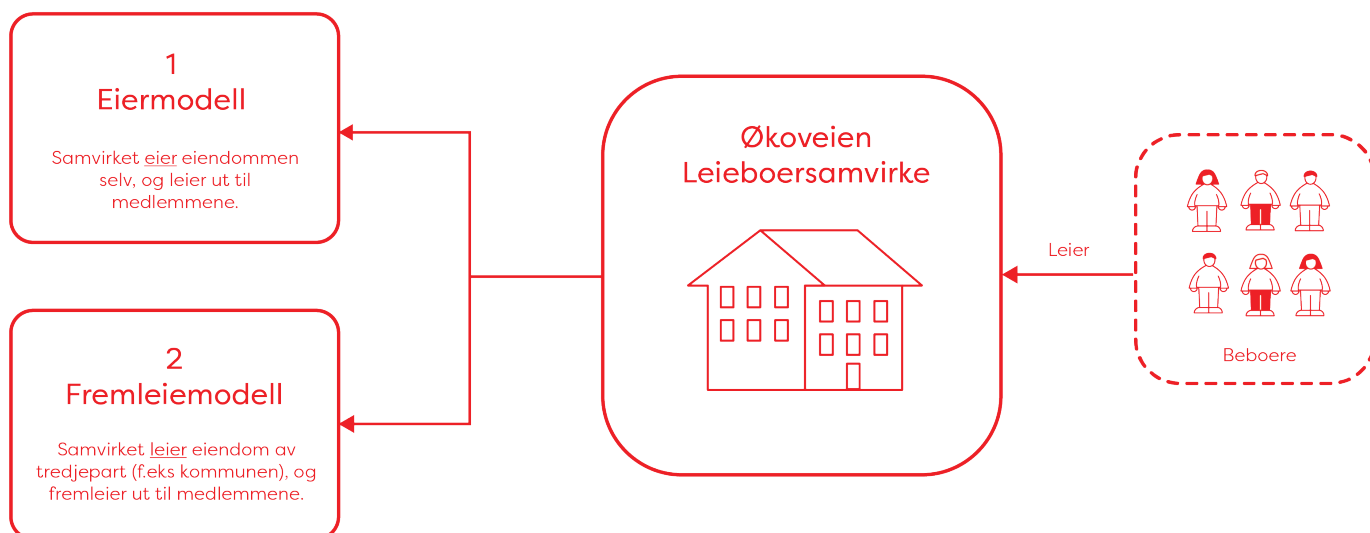 1
Eiermodell
Samvirket eier eiendommen
selv, og leier ut til
medlemmene.
2
Fremleiemodell
Samvirket leier eiendom av
tredjepart (f.eks kommunen), og
fremleier ut til medlemmene.
Økoveien
Leieboersamvirke
Leier
Beboere